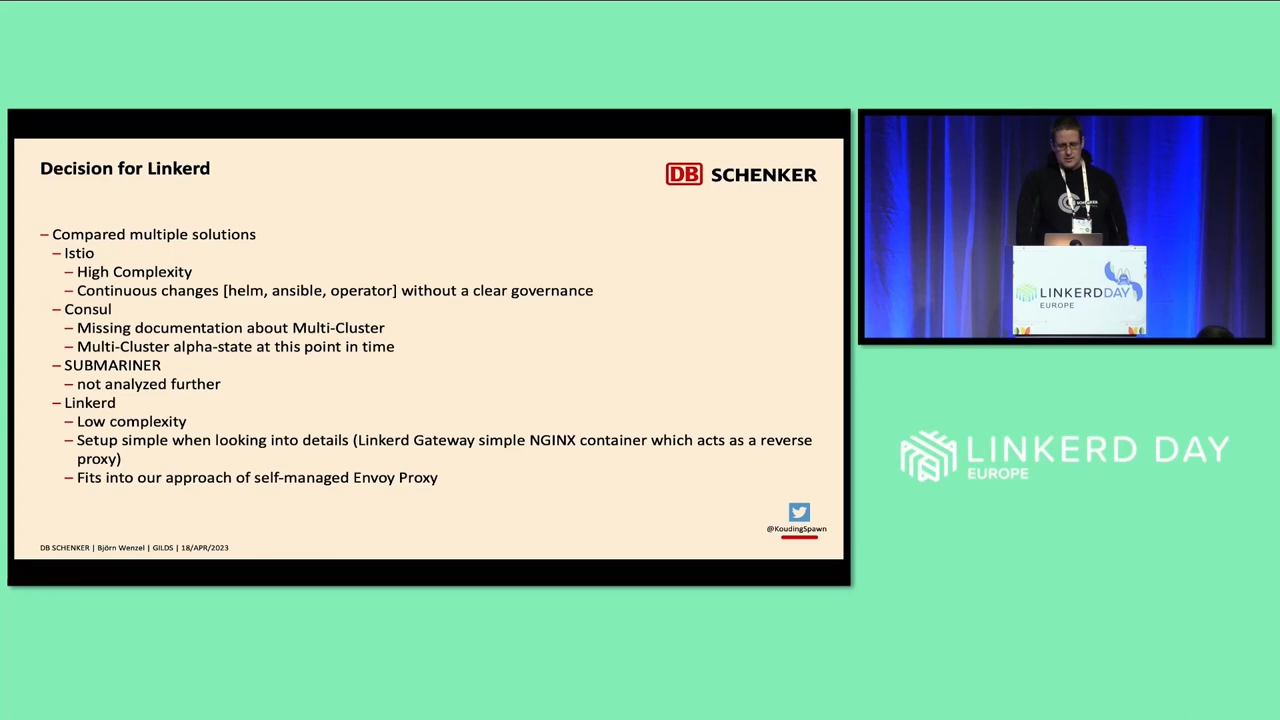 Decision for Linkerd
DB SCHENKER
– Compared multiple solutions
– Istio
– High Complexity
– Continuous changes [helm, ansible, operator] without a clear governance
– Consul
– Missing documentation about Multi-Cluster
– Multi-Cluster alpha-state at this point in time
– SUBMARINER
– not analyzed further
– Linkerd
– Low complexity
– Setup simple when looking into details (Linkerd Gateway simple NGINX container which acts as a reverse
proxy)
– Fits into our approach of self-managed Envoy Proxy
@KoudingSpawn
DB SCHENKER | Björn Wenzel | GILDS | 18/APR/2023
LINKERDDAY
EUROPE
LINKERD DAY
EUROPE